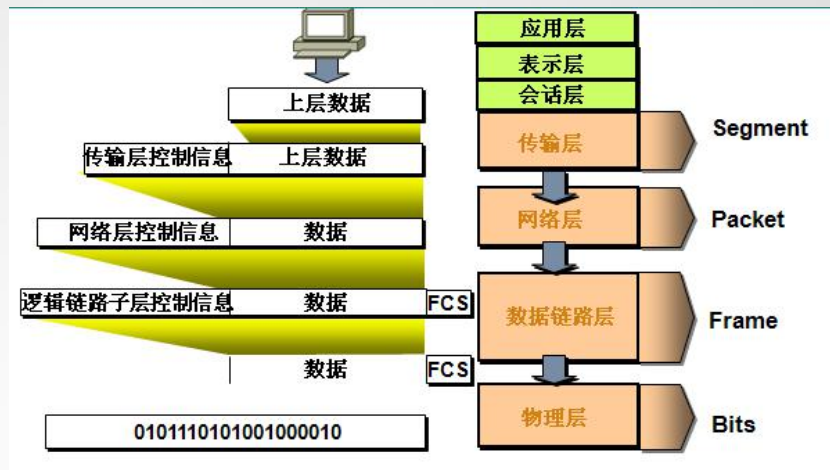 应用层
表示层
会话层
上层数据
传输层控制信息 上层数据
传输层
Segment
网络层控制信息 数据
网络层
Packet
逻辑链路子层控制信息 数据 FCS
数据链路层
Frame
数据 FCS
0101110101001000010
物理层
Bits